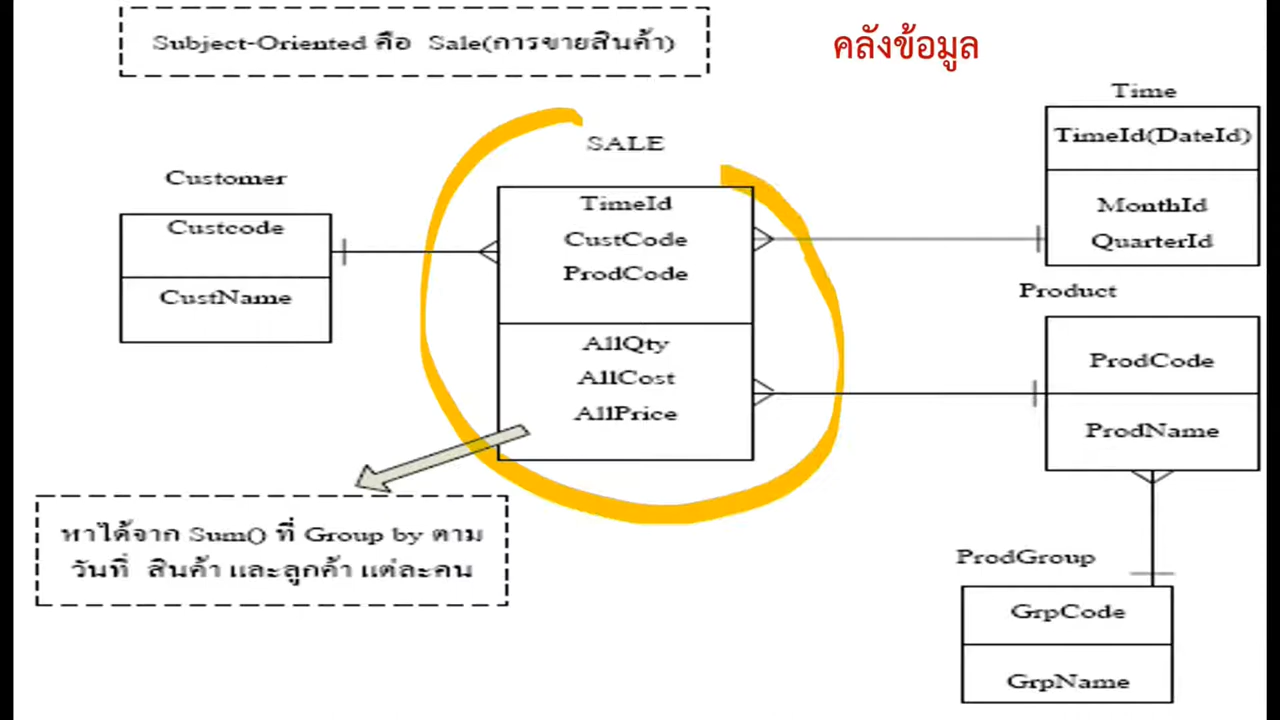 Subject-Oriented คือ Sale(การขายสินค้า)
คลังข้อมูล
Customer
Custcode
CustName
SALE
TimeId
CustCode
ProdCode
AllQty
AllCost
AllPrice
Time
TimeId(DateId)
MonthId
QuarterId
Product
ProdCode
ProdName
หาได้จาก Sum() ที่ Group by ตาม
วันที่ สินค้า และลูกค้า แต่ละคน
ProdGroup
GrpCode
GrpName